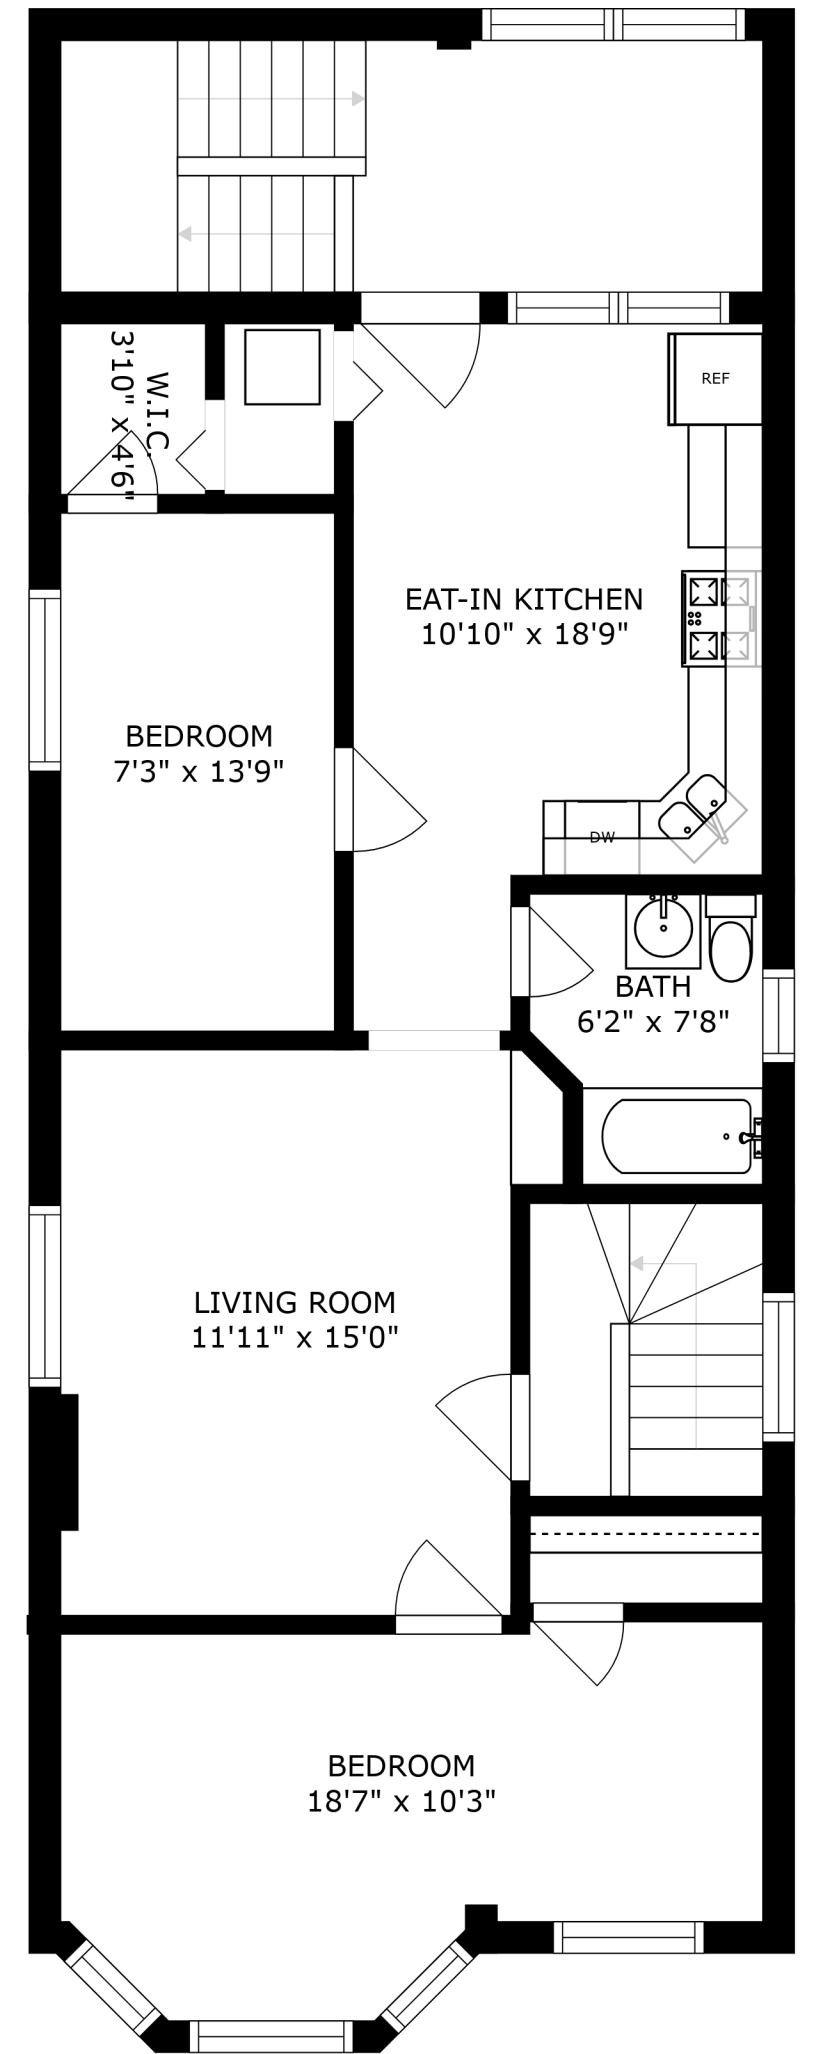 W.I.C.
3'10" x 4'6"
REF
EAT-IN KITCHEN
10'10" x 18'9"
BEDROOM
7'3" x 13'9"
DW
BATH
6'2" x 7'8"
LIVING ROOM
11'11" x 15'0"
BEDROOM
18'7" x 10'3"